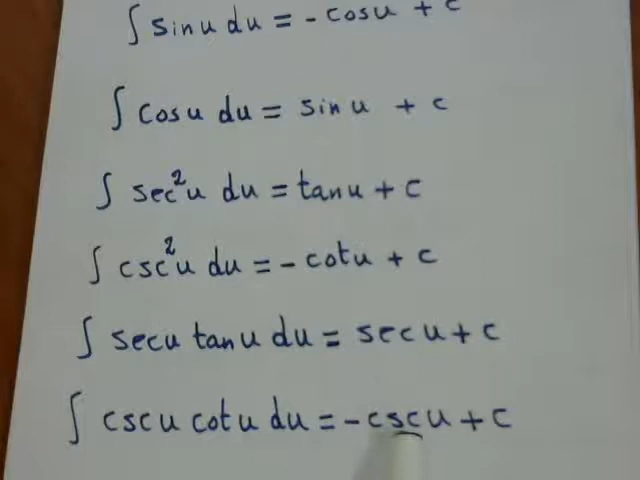 ∫ sin u du = - cos u + c
∫ cos u du = sin u + c
∫ sec²u du = tan u + c
∫ csc²u du = - cot u + c
∫ sec u tan u du = sec u + c
∫ csc u cot u du = - csc u + c